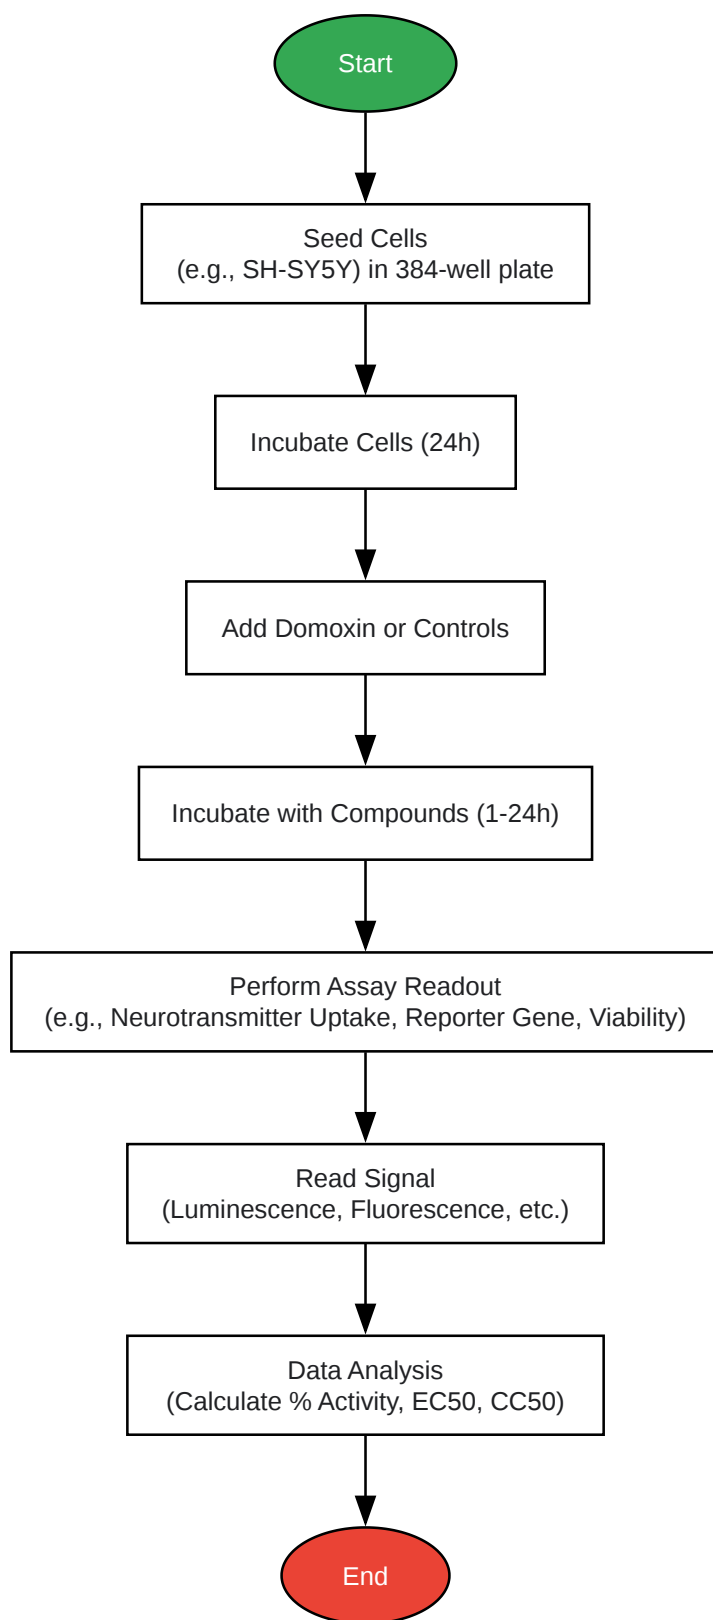 Start
Seed Cells
(e.g., SH-SY5Y) in 384-well plate
Incubate Cells (24h)
Add Domoxin or Controls
Incubate with Compounds (1-24h)
Perform Assay Readout
(e.g., Neurotransmitter Uptake, Reporter Gene, Viability)
Read Signal
(Luminescence, Fluorescence, etc.)
Data Analysis
(Calculate % Activity, EC50, CC50)
End